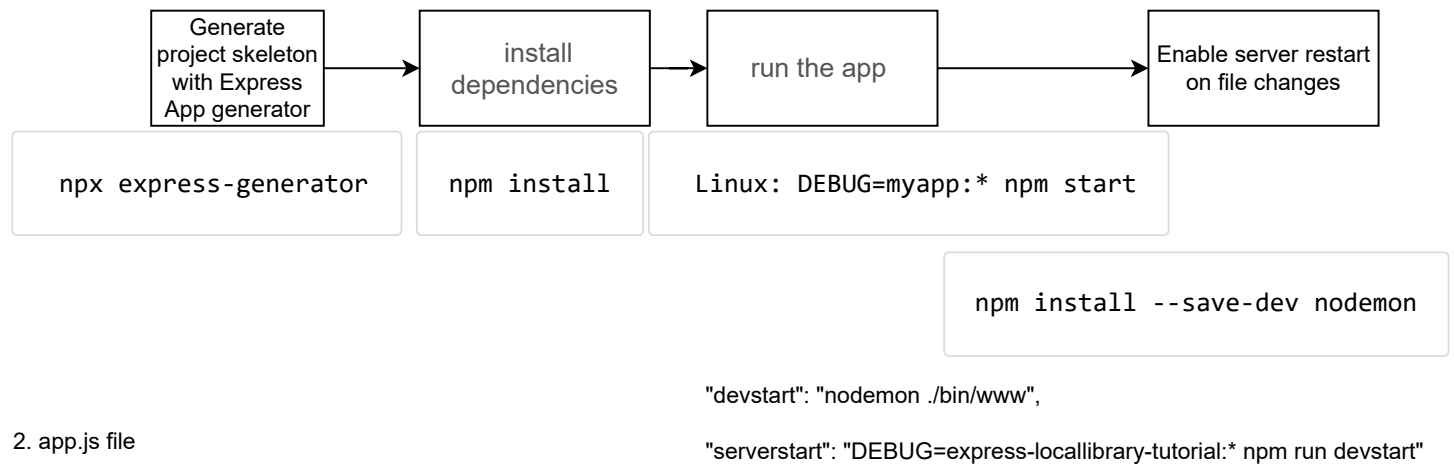 Generate
project skeleton
with Express
App generator
install
dependencies
run the app
Enable server restart
on file changes
npx express-generator
npm install
Linux: DEBUG=myapp:* npm start
npm install --save-dev nodemon
"devstart": "nodemon ./bin/www",
2. app.js file
"serverstart": "DEBUG=express-locallibrary-tutorial:* npm run devstart"